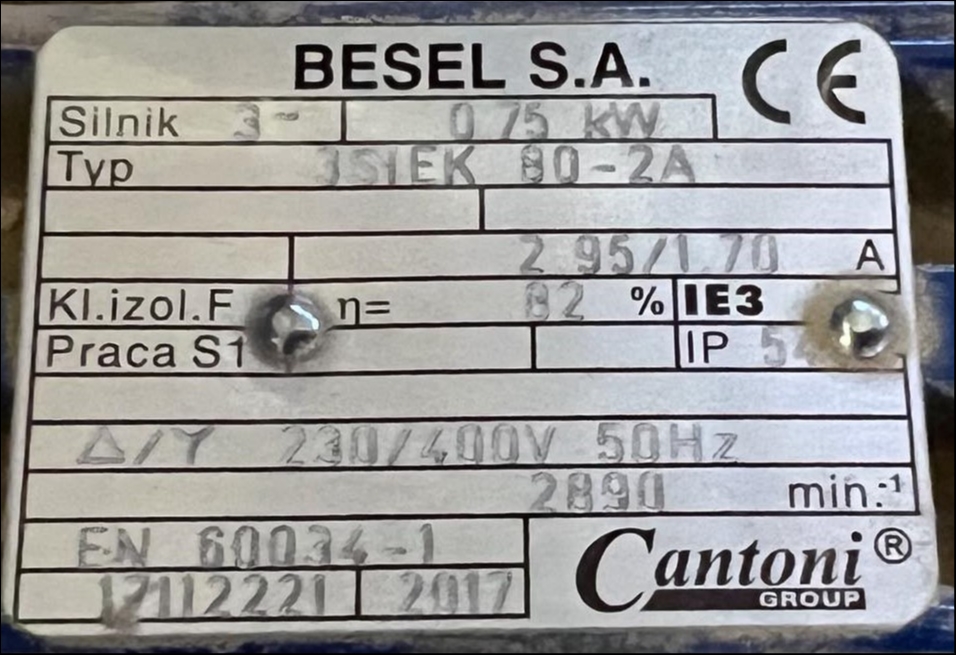 BESEL S.A. CE
Silnik 3~ 0.75 kW
Typ 3SIEK 80-2A
2.95/1.70 A
Kl.izol.F η= 82 % IE3
Praca S1 IP
Δ/Y 230/400V 50Hz
2890 min.-1
EN 60034-1
17112221 2017
Cantoni ®
GROUP